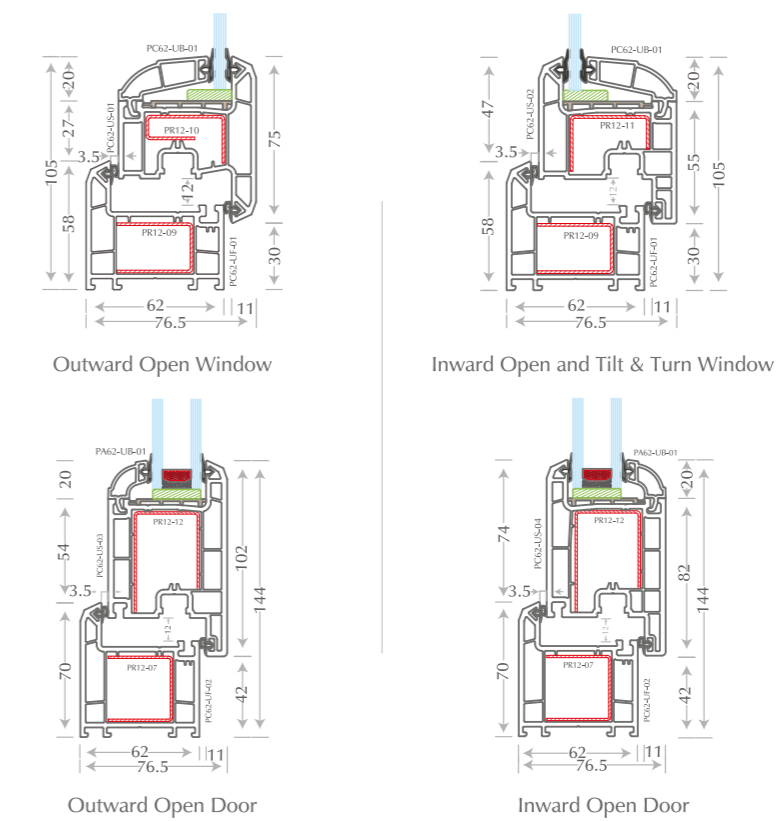 PC62-UB-01
20
27
PC62-US-01
3.5
105
58
PR12-10
75
12
PR12-09
PC62-UF-01
30
62
11
76.5
Outward Open Window
PC62-UB-01
20
47
PC62-US-02
3.5
58
PR12-11
55
105
12
PR12-09
PC62-UF-01
30
62
11
76.5
Inward Open and Tilt & Turn Window
PA62-UB-01
20
54
PC62-US-03
3.5
70
PR12-12
102
144
12
PR12-07
PC62-UF-02
42
62
11
76.5
Outward Open Door
PA62-UB-01
20
74
PC62-US-04
3.5
70
PR12-12
82
144
12
PR12-07
PC62-UF-02
42
62
11
76.5
Inward Open Door